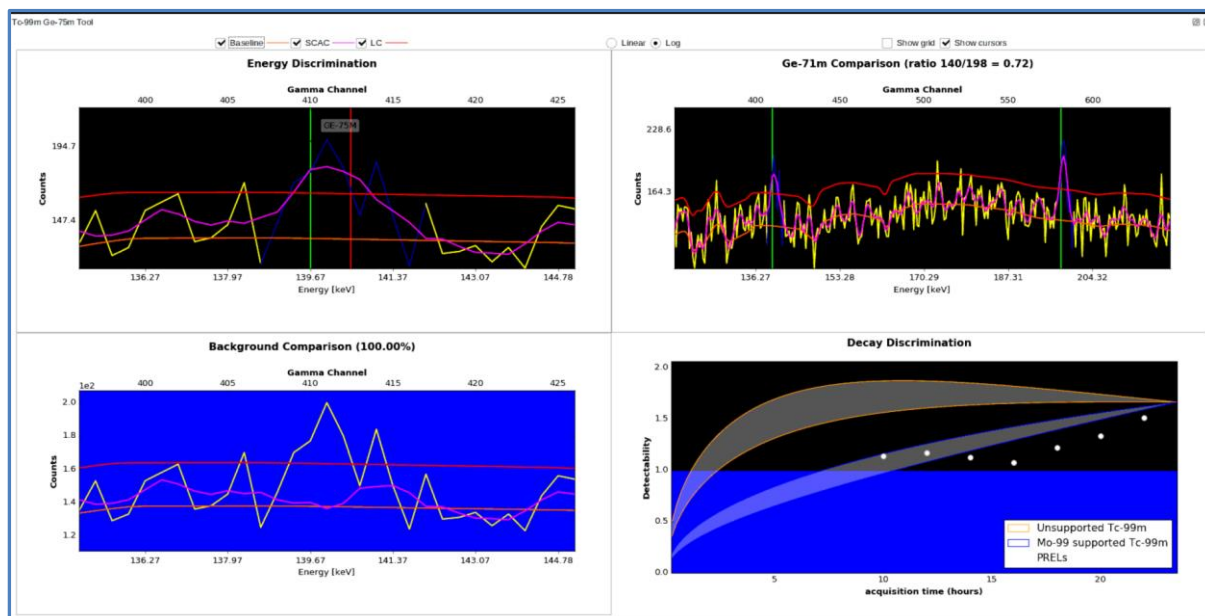 Tc-99m Ge-75m Tool
Baseline SCAC LC Linear Log Show grid Show cursors
Energy Discrimination
Gamma Channel
400 405 410 415 420 425
GE-75M
194.7
147.4
Counts
136.27 137.97 139.67 141.37 143.07 144.78
Energy [keV]
Ge-71m Comparison (ratio 140/198 = 0.72)
Gamma Channel
400 450 500 550 600
228.6
164.3
Counts
136.27 153.28 170.29 187.31 204.32
Energy [keV]
Background Comparison (100.00%)
Gamma Channel
1e2
400 405 410 415 420 425
2.0
1.8
1.6
1.4
1.2
Counts
136.27 137.97 139.67 141.37 143.07 144.78
Energy [keV]
Decay Discrimination
2.0
1.5
1.0
0.5
0.0
Detectability
Unsupported Tc-99m
Mo-99 supported Tc-99m
PRELs
5 10 15 20
acquisition time (hours)